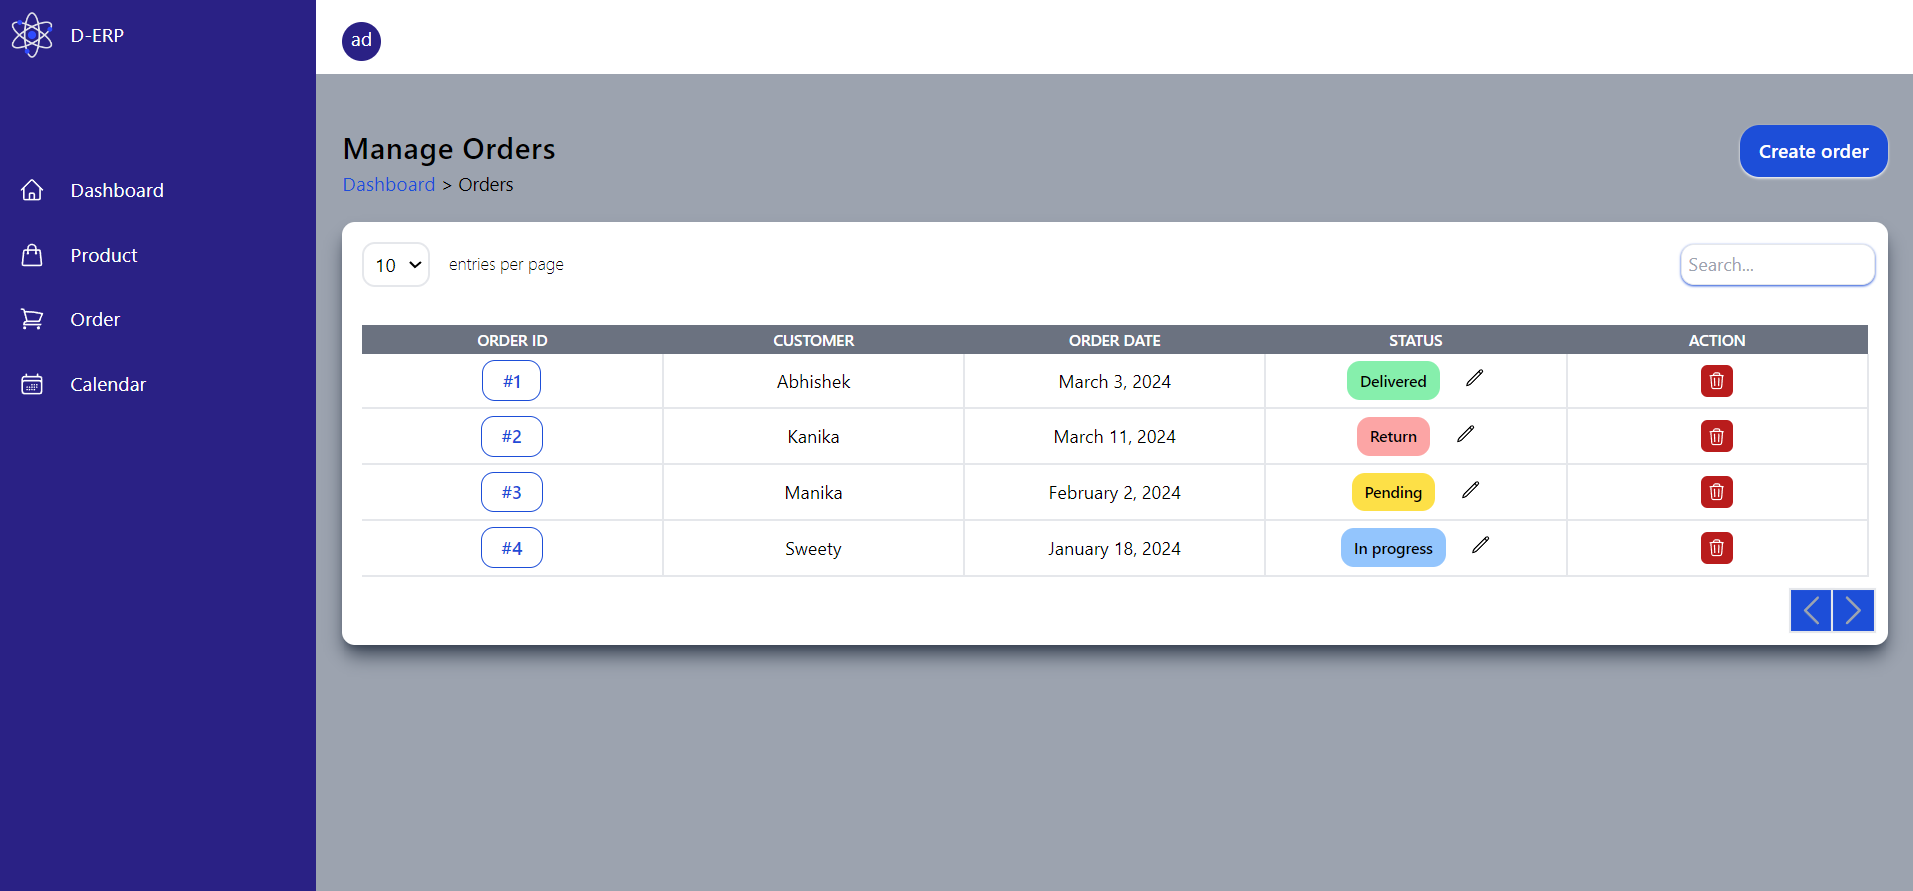 D-ERP
ad
Dashboard
Product
Order
Calendar
Manage Orders
Create order
Dashboard > Orders
10 entries per page
Search...
ORDER ID CUSTOMER ORDER DATE STATUS ACTION
#1 Abhishek March 3, 2024 Delivered
#2 Kanika March 11, 2024 Return
#3 Manika February 2, 2024 Pending
#4 Sweety January 18, 2024 In progress